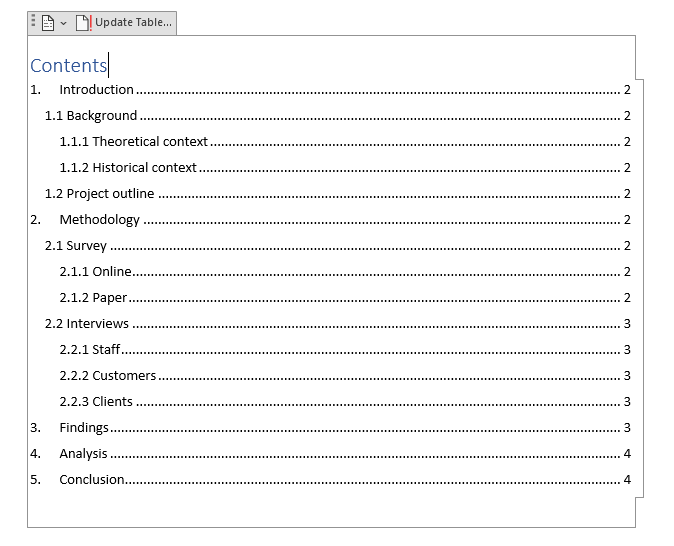 Update Table...
Contents
1. Introduction ........................................ 2
1.1 Background ........................................ 2
1.1.1 Theoretical context ........................................ 2
1.1.2 Historical context ........................................ 2
1.2 Project outline ........................................ 2
2. Methodology ........................................ 2
2.1 Survey ........................................ 2
2.1.1 Online ........................................ 2
2.1.2 Paper ........................................ 2
2.2 Interviews ........................................ 3
2.2.1 Staff ........................................ 3
2.2.2 Customers ........................................ 3
2.2.3 Clients ........................................ 3
3. Findings ........................................ 3
4. Analysis ........................................ 4
5. Conclusion ........................................ 4